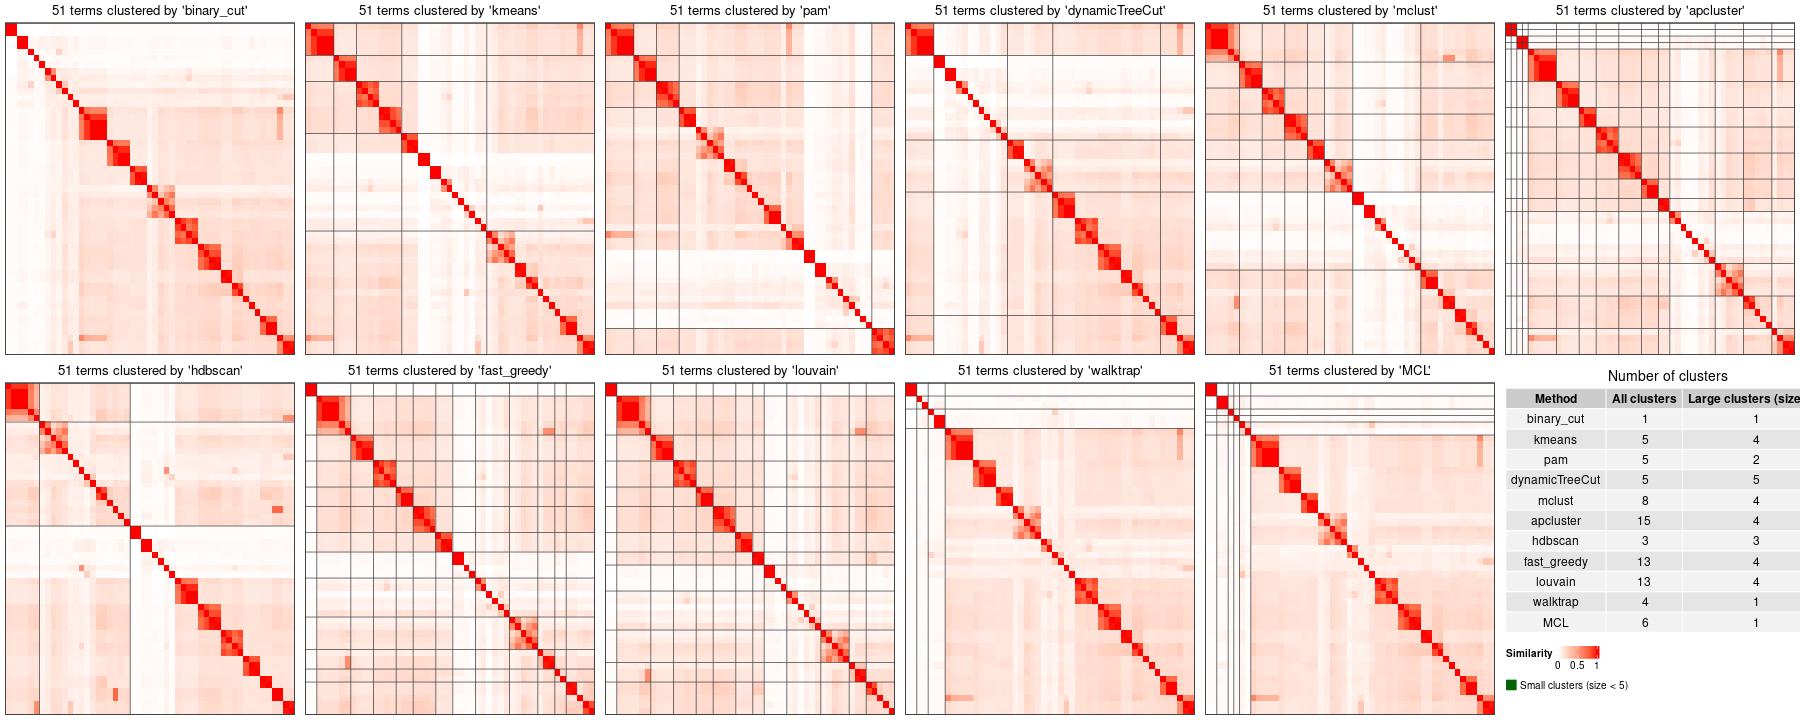 51 terms clustered by 'binary_cut'
51 terms clustered by 'kmeans'
51 terms clustered by 'pam'
51 terms clustered by 'dynamicTreeCut'
51 terms clustered by 'mclust'
51 terms clustered by 'apcluster'
51 terms clustered by 'hdbscan'
51 terms clustered by 'fast_greedy'
51 terms clustered by 'louvain'
51 terms clustered by 'walktrap'
51 terms clustered by 'MCL'
Number of clusters
Method All clusters Large clusters (size
binary_cut 1 1
kmeans 5 4
pam 5 2
dynamicTreeCut 5 5
mclust 8 4
apcluster 15 4
hdbscan 3 3
fast_greedy 13 4
louvain 13 4
walktrap 4 1
MCL 6 1
Similarity
0 0.5 1
Small clusters (size < 5)